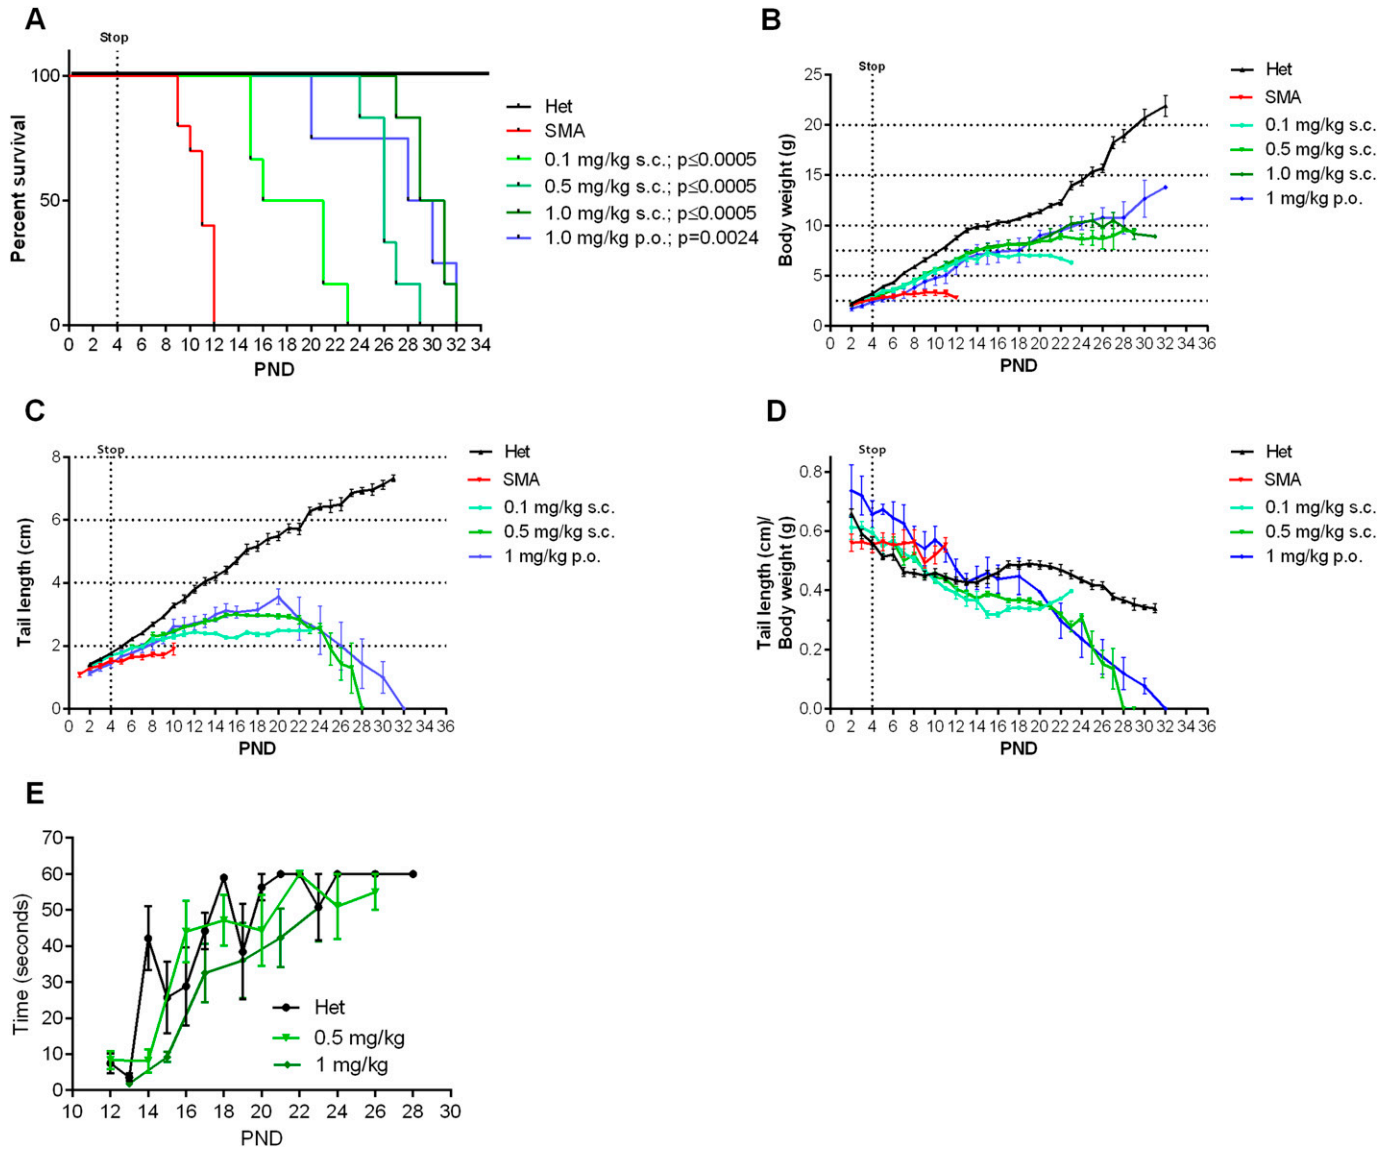 A
Stop
Percent survival
100
50
0
0 2 4 6 8 10 12 14 16 18 20 22 24 26 28 30 32 34
PND
Het
SMA
0.1 mg/kg s.c.; p≤0.0005
0.5 mg/kg s.c.; p≤0.0005
1.0 mg/kg s.c.; p≤0.0005
1.0 mg/kg p.o.; p=0.0024
B
Stop
Body weight (g)
25
20
15
10
5
0
0 2 4 6 8 10 12 14 16 18 20 22 24 26 28 30 32 34 36
PND
Het
SMA
0.1 mg/kg s.c.
0.5 mg/kg s.c.
1.0 mg/kg s.c.
1 mg/kg p.o.
C
Stop
Tail length (cm)
8
6
4
2
0
0 2 4 6 8 10 12 14 16 18 20 22 24 26 28 30 32 34 36
PND
Het
SMA
0.1 mg/kg s.c.
0.5 mg/kg s.c.
1 mg/kg p.o.
D
Stop
Tail length (cm)/
Body weight (g)
0.8
0.6
0.4
0.2
0.0
0 2 4 6 8 10 12 14 16 18 20 22 24 26 28 30 32 34 36
PND
Het
SMA
0.1 mg/kg s.c.
0.5 mg/kg s.c.
1 mg/kg p.o.
E
Time (seconds)
70
60
50
40
30
20
10
0
10 12 14 16 18 20 22 24 26 28 30
PND
Het
0.5 mg/kg
1 mg/kg